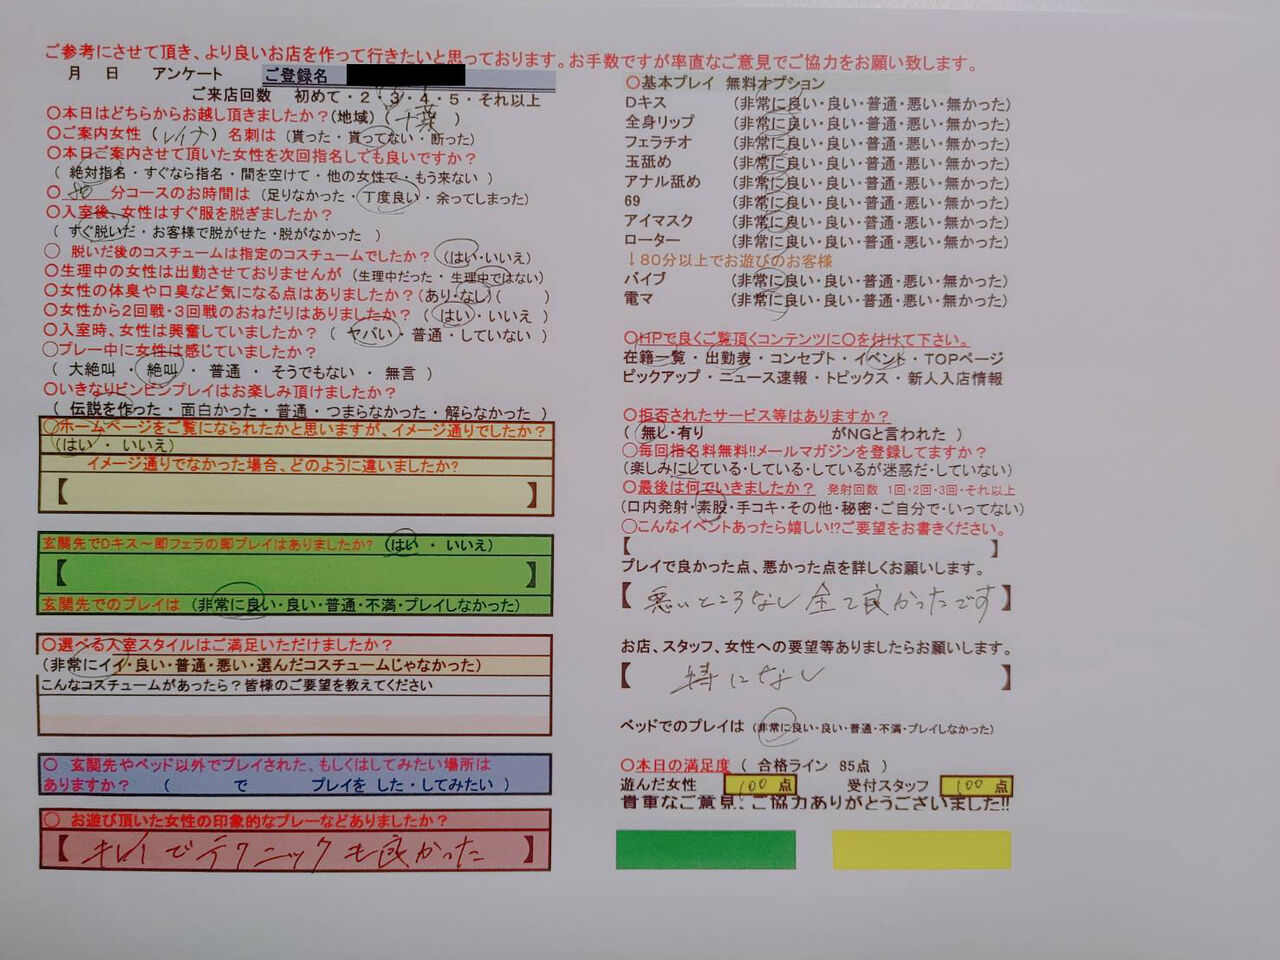 ご参考にさせて頂き、より良いお店を作って行きたいと思っております。お手数ですが率直なご意見でご協力をお願い致します。
月 日 アンケート ご登録名
ご来店回数 初めて・2・3・4・5・それ以上
〇本日はどちらからお越し頂きましたか?(地域)(千葉)
〇ご案内女性(レイナ)名刺は(貰った・貰ってない・断った)
〇本日ご案内させて頂いた女性を次回指名しても良いですか?
(絶対指名・すぐなら指名・間を空けて・他の女性で・もう来ない)
〇 分コースのお時間は(足りなかった・丁度良い・余ってしまった)
〇入室後、女性はすぐ服を脱ぎましたか?
(すぐ脱いだ・お客様で脱がせた・脱がなかった)
〇 脱いだ後のコスチュームは指定のコスチュームでしたか?(はい・いいえ)
〇生理中の女性は出勤させておりませんが(生理中だった・生理中ではない)
〇女性の体臭や口臭など気になる点はありましたか?(あり・なし)( )
〇女性から2回戦・3回戦のおねだりはありましたか?(はい・いいえ)
〇入室時、女性は興奮していましたか?(ヤバい・普通・していない)
〇プレー中に女性は感じていましたか?
(大絶叫・絶叫・普通・そうでもない・無言)
〇いきなりビンビンプレイはお楽しみ頂けましたか?
(伝説を作った・面白かった・普通・つまらなかった・解らなかった)
〇ホームページをご覧になられたかと思いますが、イメージ通りでしたか?
(はい・いいえ)
イメージ通りでなかった場合、どのように違いましたか?
【 】
玄関先でDキス~即フェラの即プレイはありましたか?(はい・いいえ)
【 】
玄関先でのプレイは(非常に良い・良い・普通・不満・プレイしなかった)
〇選べる入室スタイルはご満足いただけましたか?
(非常にイイ・良い・普通・悪い・選んだコスチュームじゃなかった)
こんなコスチュームがあったら?皆様のご要望を教えてください
〇 玄関先やベッド以外でプレイされた、もしくはしてみたい場所は
ありますか?( で プレイを した・してみたい)
〇 お遊び頂いた女性の印象的なプレーなどありましたか?
【キレイでテクニックも良かった】
〇基本プレイ 無料オプション
Dキス (非常に良い・良い・普通・悪い・無かった)
全身リップ (非常に良い・良い・普通・悪い・無かった)
フェラチオ (非常に良い・良い・普通・悪い・無かった)
玉舐め (非常に良い・良い・普通・悪い・無かった)
アナル舐め (非常に良い・良い・普通・悪い・無かった)
69 (非常に良い・良い・普通・悪い・無かった)
アイマスク (非常に良い・良い・普通・悪い・無かった)
ローター (非常に良い・良い・普通・悪い・無かった)
↓80分以上でお遊びのお客様
バイブ (非常に良い・良い・普通・悪い・無かった)
電マ (非常に良い・良い・普通・悪い・無かった)
〇HPで良くご覧頂くコンテンツに〇を付けて下さい。
在籍一覧・出勤表・コンセプト・イベント・TOPページ
ピックアップ・ニュース速報・トピックス・新人入店情報
〇拒否されたサービス等はありますか?
(無し・有り がNGと言われた)
〇毎回指名料無料!!メールマガジンを登録してますか?
(楽しみにしている・している・しているが迷惑だ・していない)
〇最後は何でいきましたか? 発射回数 1回・2回・3回・それ以上
(口内発射・素股・手コキ・その他・秘密・ご自分で・いってない)
〇こんなイベントあったら嬉しい!?ご要望をお書きください。
【 】
プレイで良かった点、悪かった点を詳しくお願いします。
【悪いところなし 全て良かったです】
お店、スタッフ、女性への要望等ありましたらお願いします。
【特になし】
ベッドでのプレイは(非常に良い・良い・普通・不満・プレイしなかった)
〇本日の満足度(合格ライン 85点)
遊んだ女性 100点 受付スタッフ 100点
貴重なご意見、ご協力ありがとうございました!!